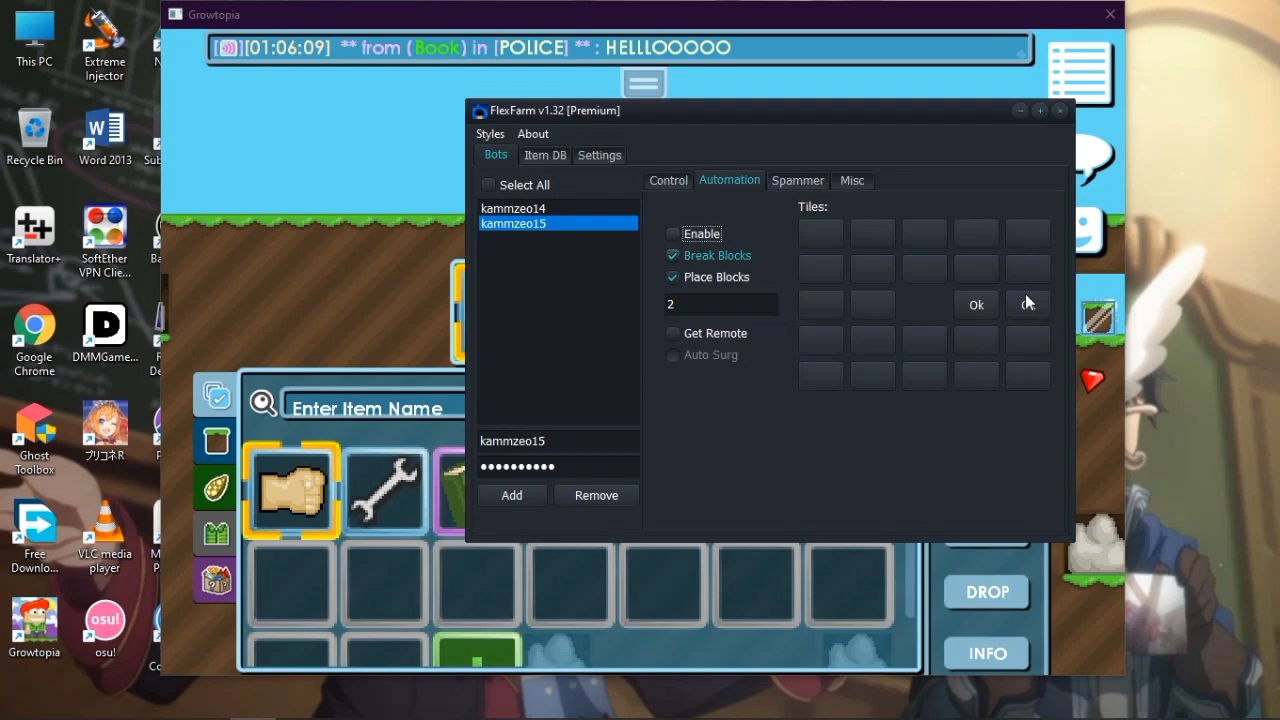 Growtopia
[][01:06:09] ** from (Book) in [POLICE] ** : HELLLOOOOO
This PC
Extreme
Injector
Recycle Bin
Word 2013
Translator+
SoftEther
VPN Clie...
Google
Chrome
DMMGame...
Ghost
Toolbox
プリコネR
Free
Downlo...
VLC media
player
Growtopia
osu!
osu!
FlexFarm v1.32 [Premium]
Styles
About
Bots
Item DB
Settings
Select All
kammzeo14
kammzeo15
kammzeo15
●●●●●●●●●●
Add
Remove
Control
Automation
Spammer
Misc
Enable
Break Blocks
Place Blocks
2
Get Remote
Auto Surg
Tiles:
Ok
Enter Item Name
DROP
INFO